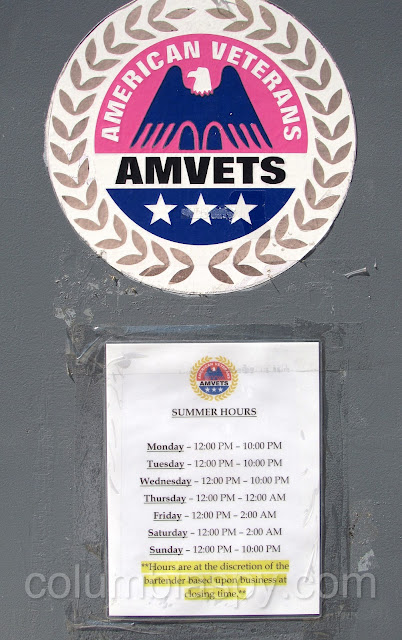 AMERICAN VETERANS
AMVETS
AMERICAN VETERANS
AMVETS
SUMMER HOURS
Monday – 12:00 PM – 10:00 PM
Tuesday – 12:00 PM – 10:00 PM
Wednesday – 12:00 PM – 10:00 PM
Thursday – 12:00 PM – 12:00 AM
Friday – 12:00 PM – 2:00 AM
Saturday – 12:00 PM – 2:00 AM
Sunday – 12:00 PM – 10:00 PM
**Hours are at the discretion of the
bartender based upon business at
closing time.**
columbiaspy.com